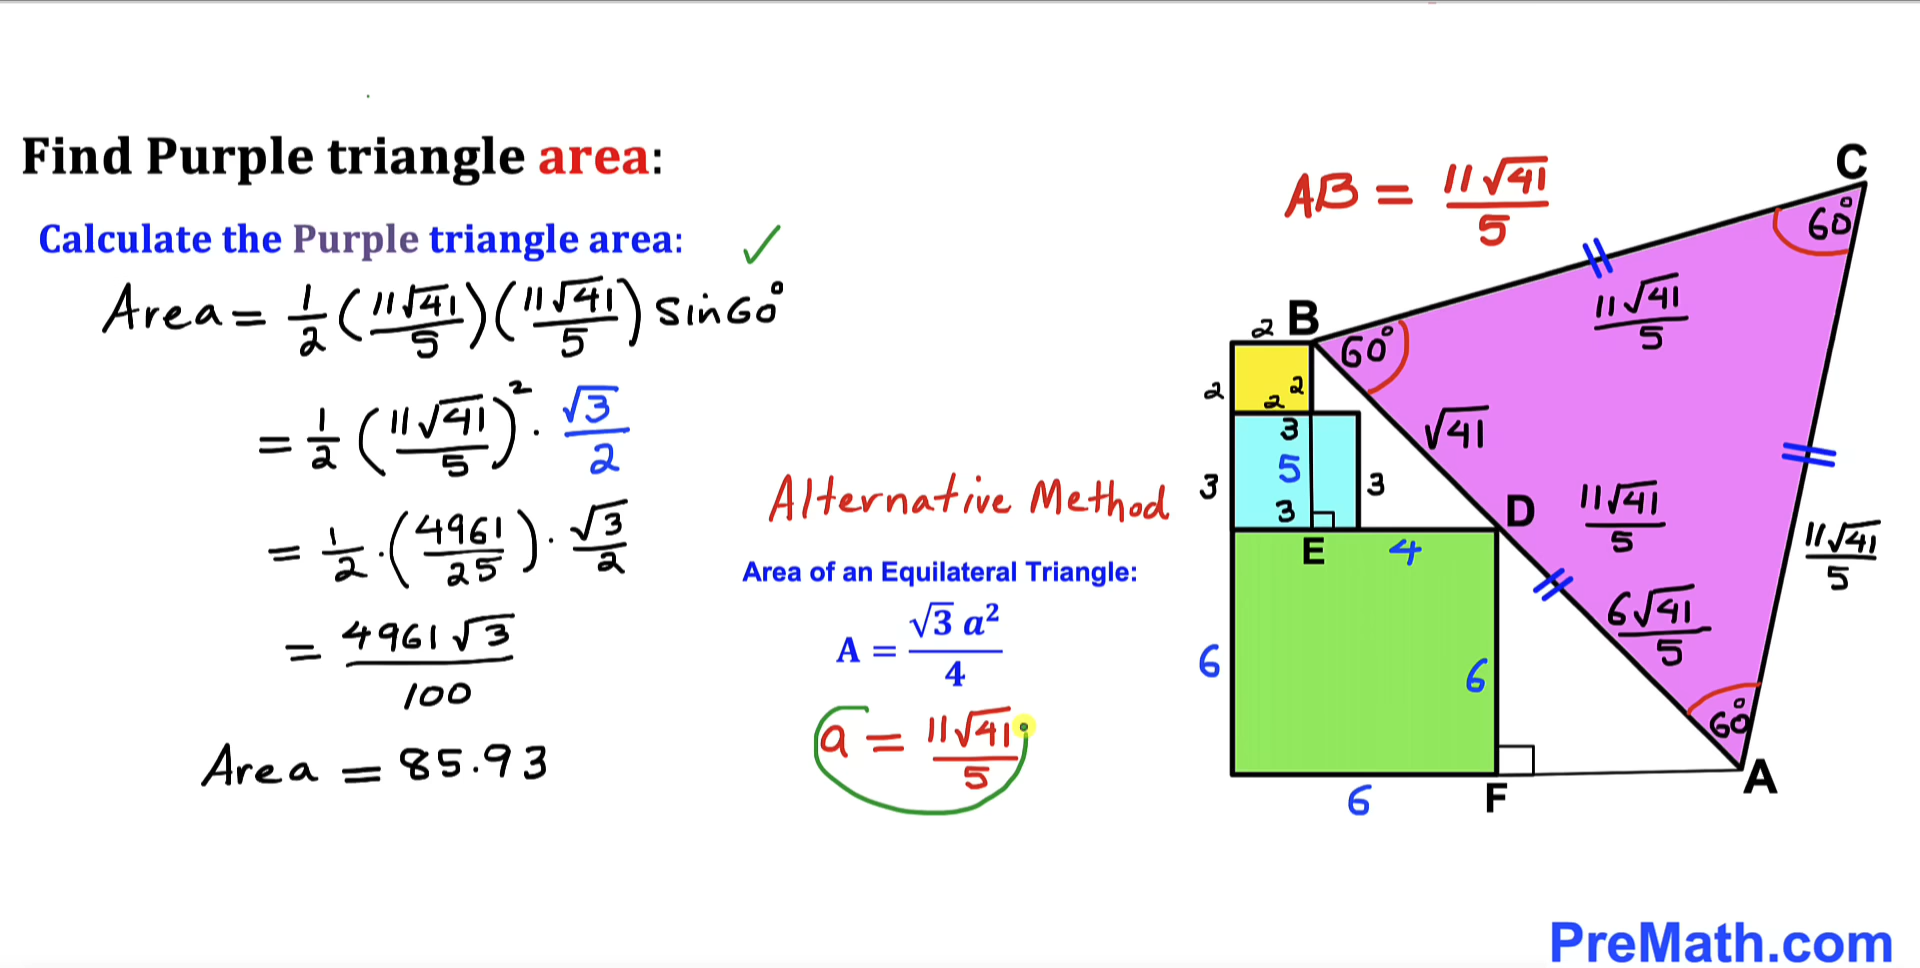 Find Purple triangle area:
Calculate the Purple triangle area: ✓
Area = 1/2 (11√41/5)(11√41/5) sin60°
= 1/2 (11√41/5)² · √3/2
= 1/2 · (4961/25) · √3/2
= 4961√3/100
Area = 85.93
Alternative Method
Area of an Equilateral Triangle:
A = √3 a²/4
a = 11√41/5
AB = 11√41/5
C
60°
11√41/5
2 B
60°
2
2
2
3
√41
5
3
3
3
D
11√41/5
11√41/5
E
4
6√41/5
6
6
60°
A
6
F
PreMath.com